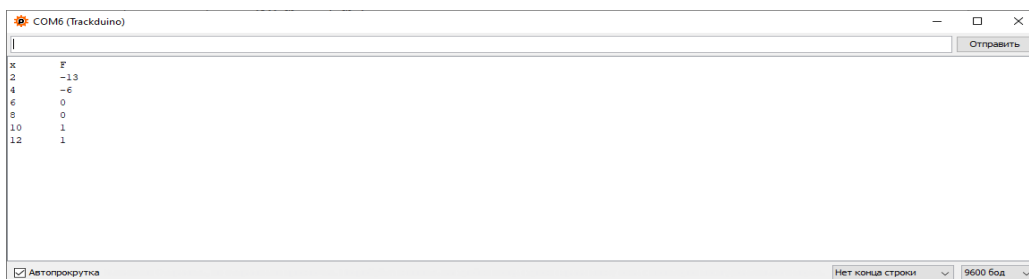 COM6 (Trackduino)
Отправить
x F
2 -13
4 -6
6 0
8 0
10 1
12 1
Автопрокрутка
Нет конца строки
9600 бод